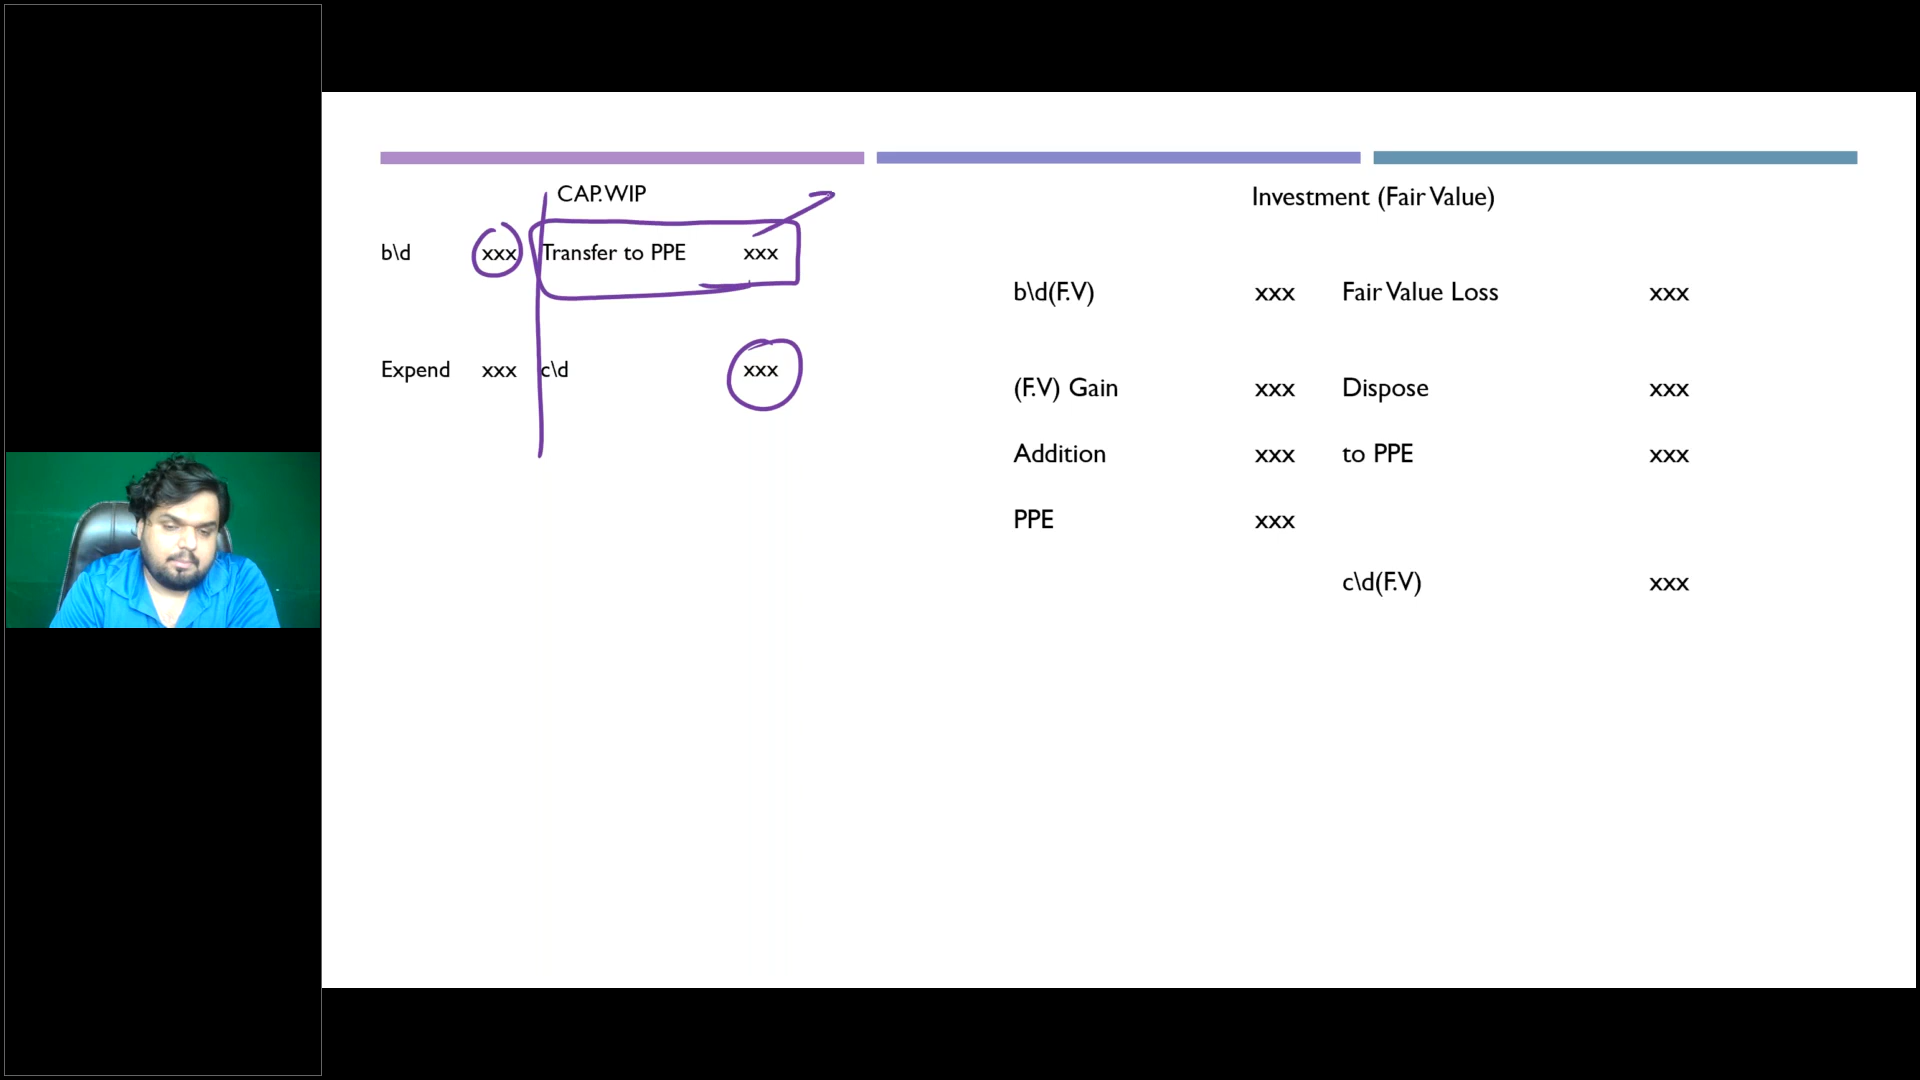 CAP.WIP
b\d xxx Transfer to PPE xxx
Expend xxx c\d xxx
Investment (Fair Value)
b\d(F.V) xxx Fair Value Loss xxx
(F.V) Gain xxx Dispose xxx
Addition xxx to PPE xxx
PPE xxx
c\d(F.V) xxx